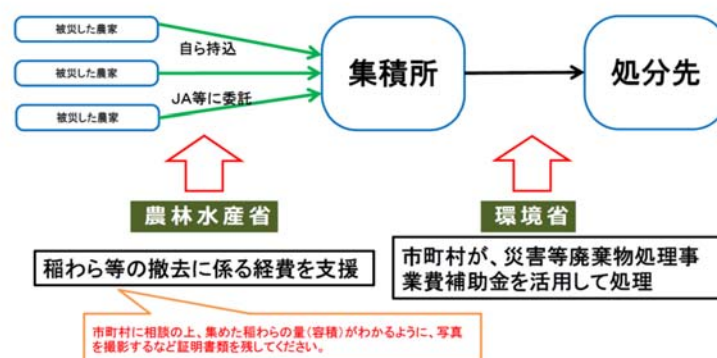 被災した農家
自ら持込
被災した農家
集積所
処分先
JA等に委託
被災した農家
農林水産省
環境省
稲わら等の撤去に係る経費を支援
市町村が、災害等廃棄物処理事
業費補助金を活用して処理
市町村に相談の上、集めた稲わらの量(容積)がわかるように、写真
を撮影するなど証明書類を残してください。